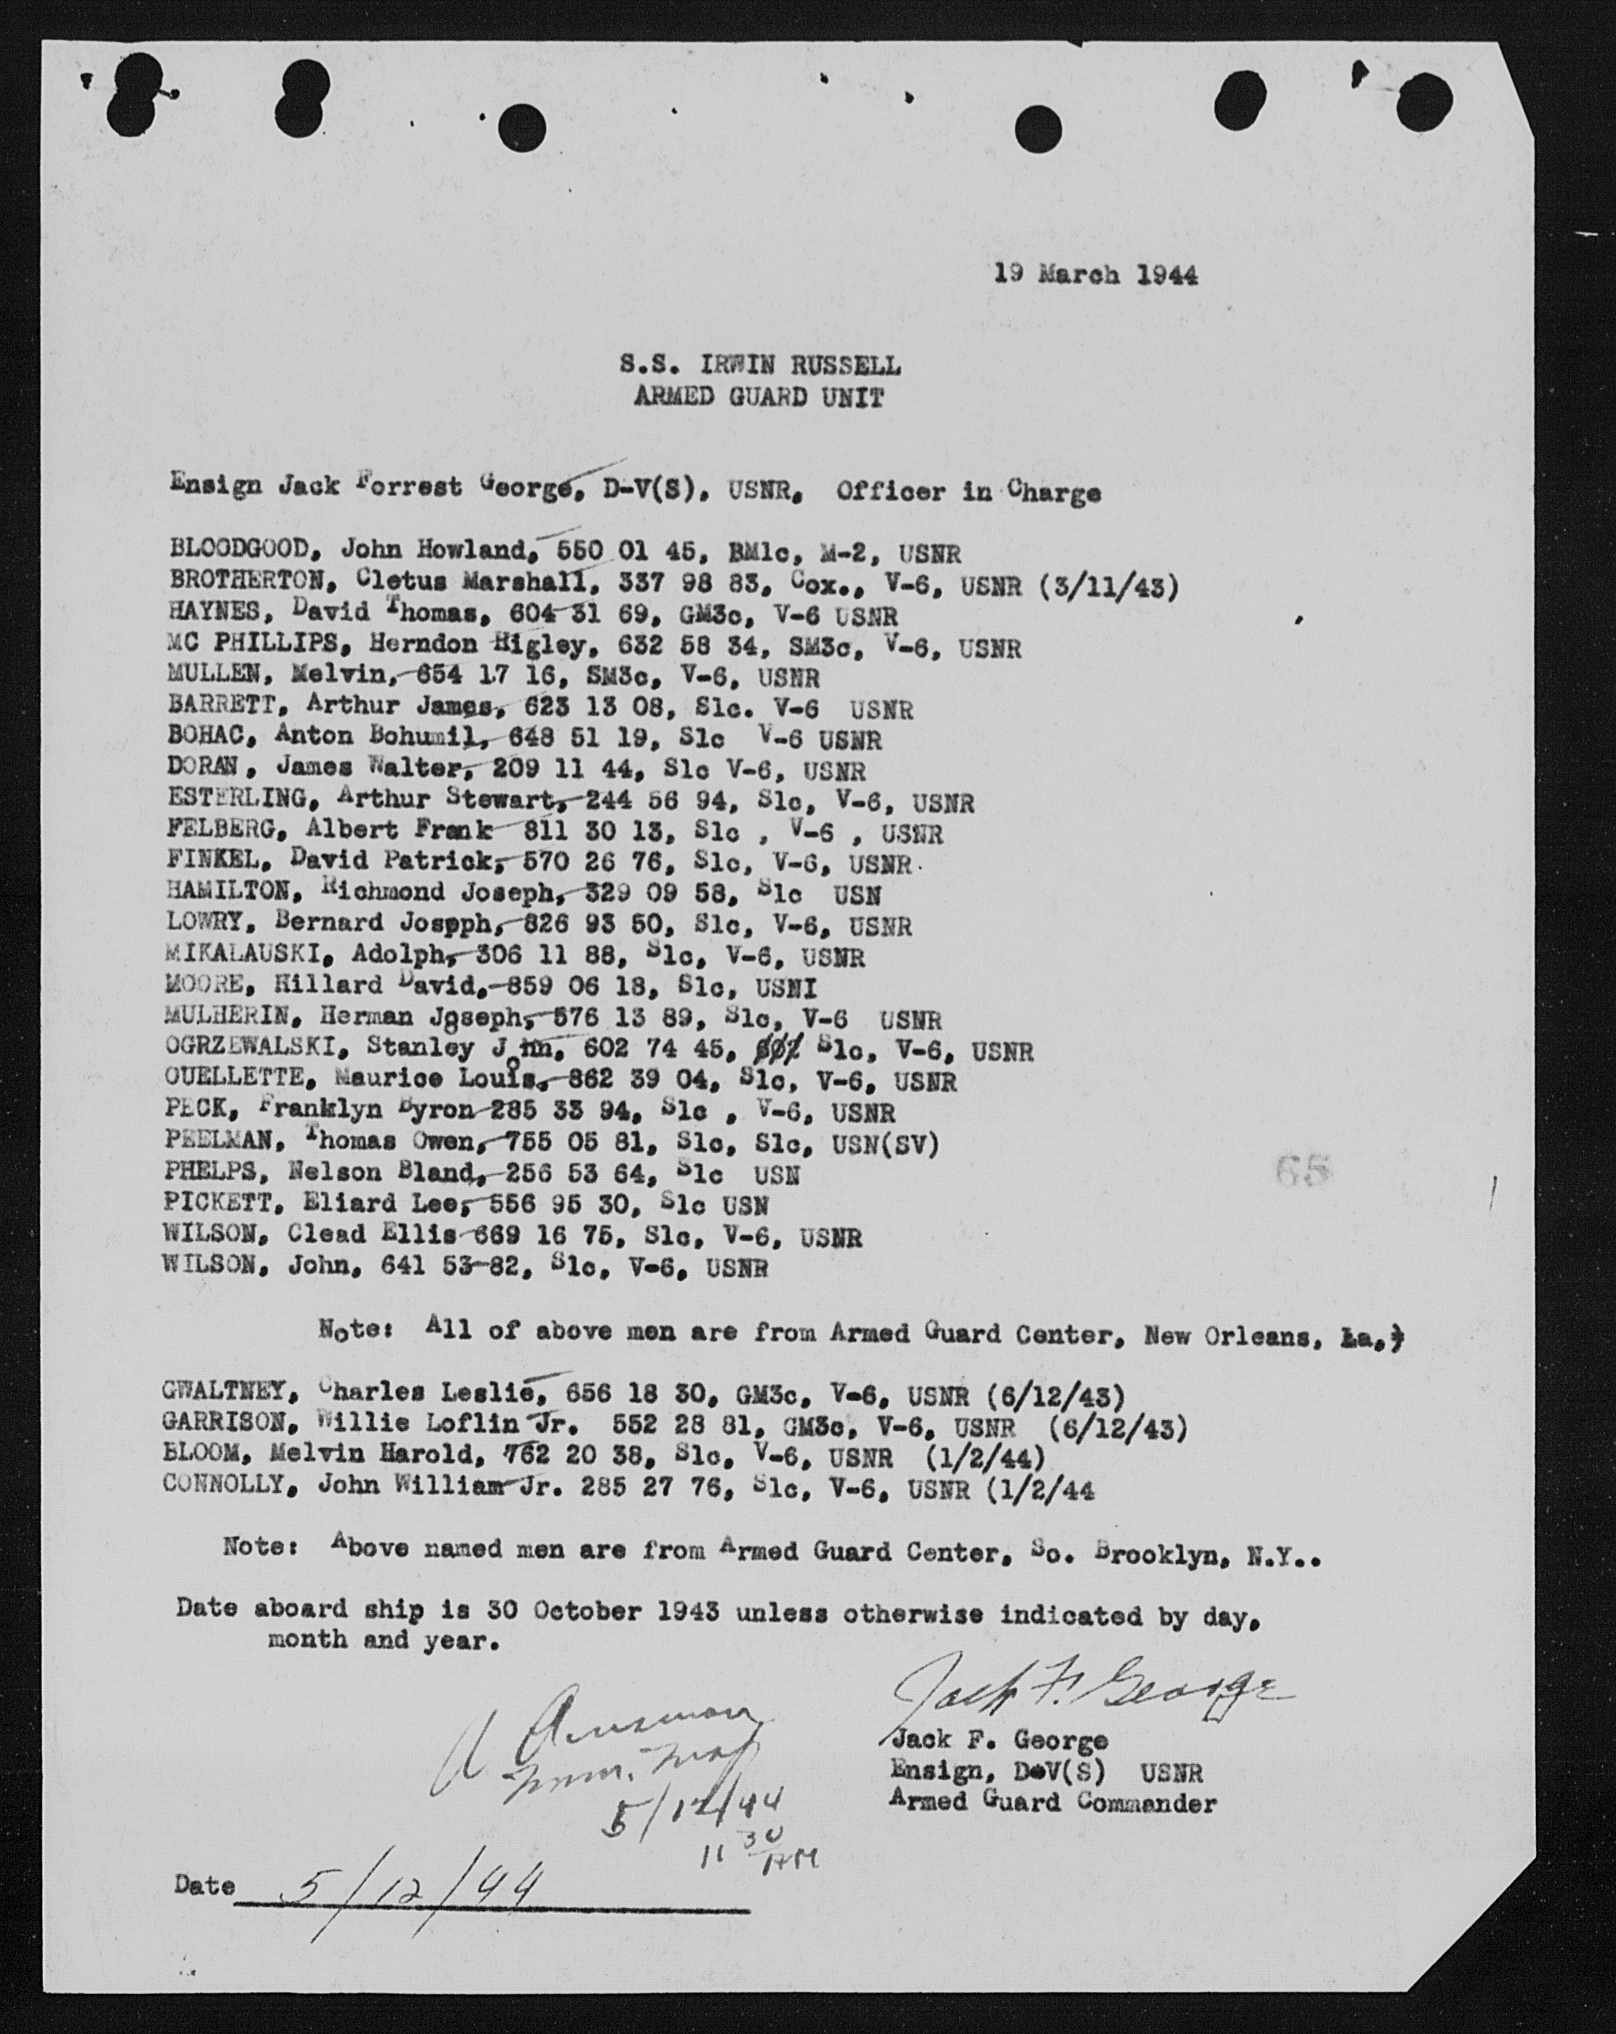 19 March 1944
S.S. IRWIN RUSSELL
ARMED GUARD UNIT
Ensign Jack Forrest George, D-V(S), USNR, Officer in Charge
BLOODGOOD, John Howland, 550 01 45, BM1c, M-2, USNR
BROTHERTON, Cletus Marshall, 337 98 83, Cox., V-6, USNR (3/11/43)
HAYNES, David Thomas, 604 31 69, GM3c, V-6 USNR
MC PHILLIPS, Herndon Higley, 632 58 34, SM3c, V-6, USNR
MULLEN, Melvin, 654 17 16, SM3c, V-6, USNR
BARRETT, Arthur James, 623 13 08, S1c. V-6 USNR
BOHAC, Anton Bohumil, 648 51 19, S1c V-6 USNR
DORAN, James Walter, 209 11 44, S1c V-6, USNR
ESTERLING, Arthur Stewart, 244 56 94, S1c, V-6, USNR
FELBERG, Albert Frank 811 30 13, S1c , V-6 , USNR
FINKEL, David Patrick, 570 26 76, S1c, V-6, USNR.
HAMILTON, Richmond Joseph, 329 09 58, S1c USN
LOWRY, Bernard Joseph, 826 93 50, S1c, V-6, USNR
MIKALAUSKI, Adolph, 306 11 88, S1c, V-6, USNR
MOORE, Hillard David, 859 06 18, S1c, USNI
MULHERIN, Herman Joseph, 576 13 89, S1c, V-6 USNR
OGRZEWALSKI, Stanley John, 602 74 45, S1c, V-6, USNR
OUELLETTE, Maurice Louis, 862 39 04, S1c, V-6, USNR
PECK, Franklyn Byron 285 33 94, S1c , V-6, USNR
PEELMAN, Thomas Owen, 755 05 81, S1c, S1c, USN(SV)
PHELPS, Nelson Bland, 256 53 64, S1c USN
65
PICKETT, Eliard Lee, 556 95 30, S1c USN
WILSON, Clead Ellis 669 16 75, S1c, V-6, USNR
WILSON, John, 641 53 82, S1c, V-6, USNR
Note: All of above men are from Armed Guard Center, New Orleans, La.,
GWALTNEY, Charles Leslie, 656 18 30, GM3c, V-6, USNR (6/12/43)
GARRISON, Willie Loflin Jr. 552 28 81, GM3c, V-6, USNR (6/12/43)
BLOOM, Melvin Harold, 762 20 38, S1c, V-6, USNR (1/2/44)
CONNOLLY, John William Jr. 285 27 76, S1c, V-6, USNR (1/2/44
Note: Above named men are from Armed Guard Center, So. Brooklyn, N.Y..
Date aboard ship is 30 October 1943 unless otherwise indicated by day,
month and year.
Jack F. George
Jack F. George
Ensign, D-V(S) USNR
Armed Guard Commander
5/12/44
11 30 AM
Date 5/12/44